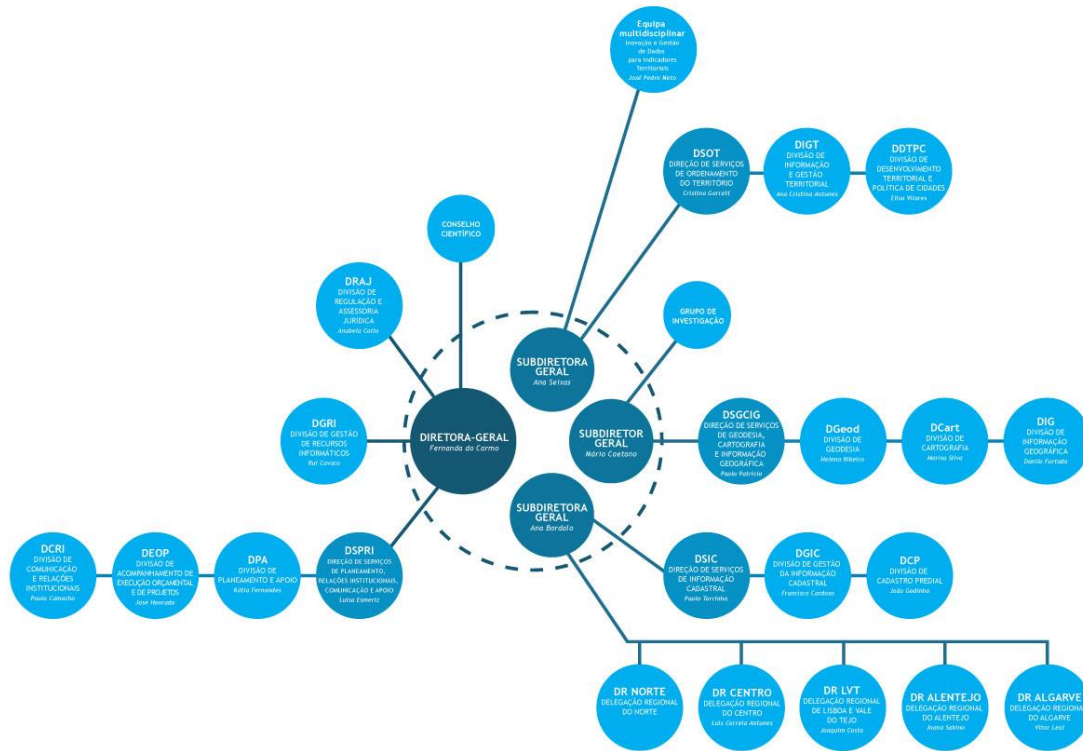 Equipa
multidisciplinar
Inovação e Gestão
de Dados
para Indicadores
Territoriais
José Pedro Neto
DSOT
DIREÇÃO DE SERVIÇOS
DE ORDENAMENTO
DO TERRITÓRIO
Cristina Garrett
DIGT
DIVISÃO DE
INFORMAÇÃO
E GESTÃO
TERRITORIAL
Ana Cristina Antunes
DDTPC
DIVISÃO DE
DESENVOLVIMENTO
TERRITORIAL E
POLÍTICA DE CIDADES
Elisa Vilares
CONSELHO
CIENTÍFICO
DRAJ
DIVISÃO DE
REGULAÇÃO E
ASSESSORIA
JURÍDICA
Anabela Coito
GRUPO DE
INVESTIGAÇÃO
SUBDIRETORA
GERAL
Ana Seixas
DIRETORA-GERAL
Fernanda do Carmo
SUBDIRETOR
GERAL
Mário Caetano
DGRI
DIVISÃO DE GESTÃO
DE RECURSOS
INFORMÁTICOS
Rui Cavaco
DSGCIG
DIREÇÃO DE SERVIÇOS
DE GEODESIA,
CARTOGRAFIA
E INFORMAÇÃO
GEOGRÁFICA
Paulo Patrício
DGeod
DIVISÃO DE
GEODESIA
Helena Ribeiro
DCart
DIVISÃO DE
CARTOGRAFIA
Marisa Silva
DIG
DIVISÃO DE
INFORMAÇÃO
GEOGRÁFICA
Danilo Furtado
SUBDIRETORA
GERAL
Ana Bordalo
DCRI
DIVISÃO DE
COMUNICAÇÃO
E RELAÇÕES
INSTITUCIONAIS
Paula Camacho
DEOP
DIVISÃO DE
ACOMPANHAMENTO DE
EXECUÇÃO ORÇAMENTAL
E DE PROJETOS
José Honrado
DPA
DIVISÃO DE
PLANEAMENTO E APOIO
Kátia Fernandes
DSPRI
DIREÇÃO DE SERVIÇOS
DE PLANEAMENTO,
RELAÇÕES INSTITUCIONAIS,
COMUNICAÇÃO E APOIO
Luísa Esmeriz
DSIC
DIREÇÃO DE SERVIÇOS
DE INFORMAÇÃO
CADASTRAL
Paulo Torrinha
DGIC
DIVISÃO DE GESTÃO
DA INFORMAÇÃO
CADASTRAL
Francisco Cardoso
DCP
DIVISÃO DE
CADASTRO PREDIAL
João Godinho
DR NORTE
DELEGAÇÃO REGIONAL
DO NORTE
DR CENTRO
DELEGAÇÃO REGIONAL
DO CENTRO
Luís Correia Antunes
DR LVT
DELEGAÇÃO REGIONAL
DE LISBOA E VALE
DO TEJO
Joaquim Costa
DR ALENTEJO
DELEGAÇÃO REGIONAL
DO ALENTEJO
Joana Sabino
DR ALGARVE
DELEGAÇÃO REGIONAL
DO ALGARVE
Vitor Leal